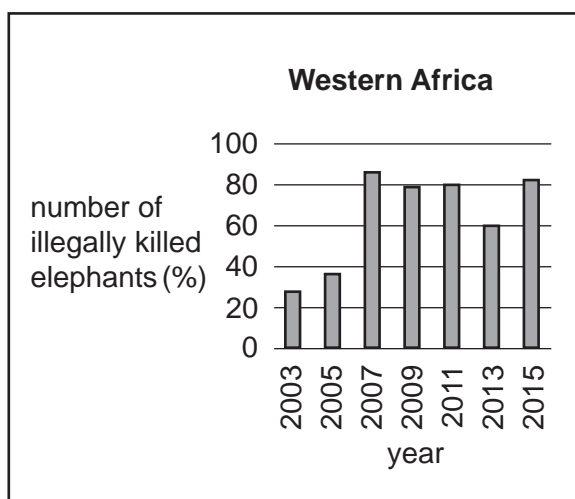 Western Africa
number of
illegally killed
elephants (%)
100
80
60
40
20
0
2003
2005
2007
2009
2011
2013
2015
year